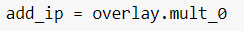 add_ip = overlay.mult_0